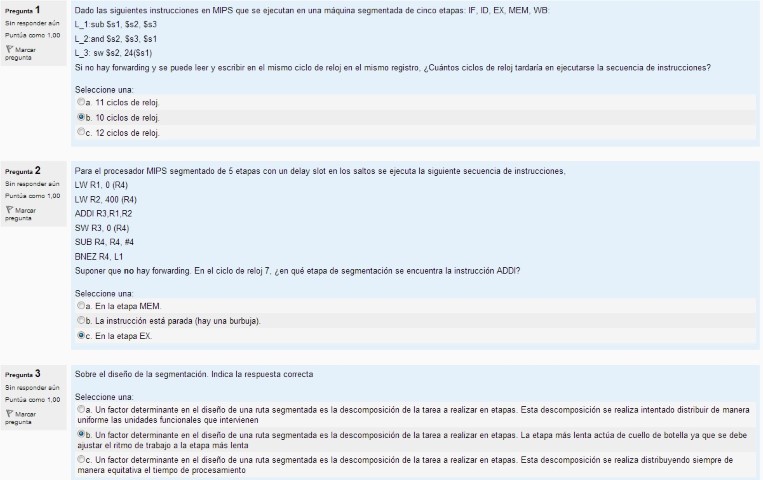 Pregunta 1
Sin responder aún
Puntúa como 1,00
Marcar
pregunta
Dado las siguientes instrucciones en MIPS que se ejecutan en una máquina segmentada de cinco etapas: IF, ID, EX, MEM, WB:
L_1:sub $s1, $s2, $s3
L_2:and $s2, $s3, $s1
L_3: sw $s2, 24($s1)
Si no hay forwarding y se puede leer y escribir en el mismo ciclo de reloj en el mismo registro, ¿Cuántos ciclos de reloj tardaría en ejecutarse la secuencia de instrucciones?
Seleccione una:
a. 11 ciclos de reloj.
b. 10 ciclos de reloj.
c. 12 ciclos de reloj.
Pregunta 2
Sin responder aún
Puntúa como 1,00
Marcar
pregunta
Para el procesador MIPS segmentado de 5 etapas con un delay slot en los saltos se ejecuta la siguiente secuencia de instrucciones.
LW R1, 0 (R4)
LW R2, 400 (R4)
ADDI R3,R1,R2
SW R3, 0 (R4)
SUB R4, R4, #4
BNEZ R4, L1
Suponer que no hay forwarding. En el ciclo de reloj 7, ¿en qué etapa de segmentación se encuentra la instrucción ADDI?
Seleccione una:
a. En la etapa MEM.
b. La instrucción está parada (hay una burbuja).
c. En la etapa EX.
Pregunta 3
Sin responder aún
Puntúa como 1,00
Marcar
pregunta
Sobre el diseño de la segmentación. Indica la respuesta correcta
Seleccione una:
a. Un factor determinante en el diseño de una ruta segmentada es la descomposición de la tarea a realizar en etapas. Esta descomposición se realiza intentado distribuir de manera
uniforme las unidades funcionales que intervienen
b. Un factor determinante en el diseño de una ruta segmentada es la descomposición de la tarea a realizar en etapas. La etapa más lenta actúa de cuello de botella ya que se debe
ajustar el ritmo de trabajo a la etapa más lenta
c. Un factor determinante en el diseño de una ruta segmentada es la descomposición de la tarea a realizar en etapas. Esta descomposición se realiza distribuyendo siempre de
manera equitativa el tiempo de procesamiento